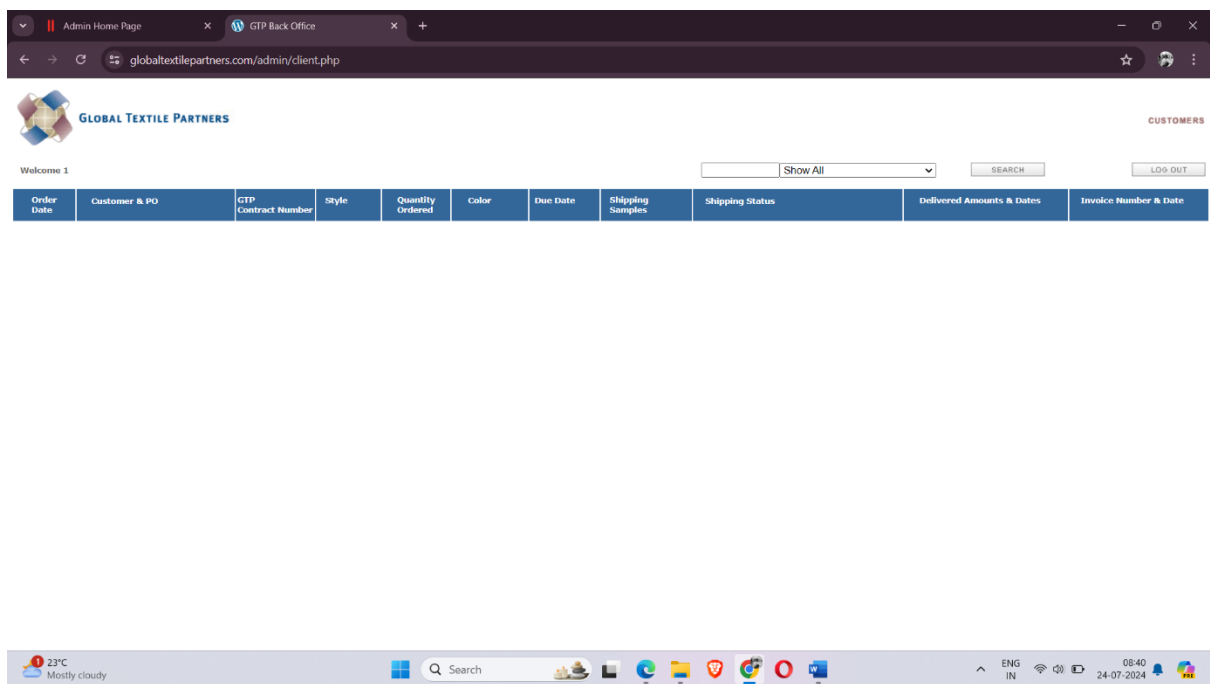 Admin Home Page
GTP Back Office
globaltextilepartners.com/admin/client.php
GLOBAL TEXTILE PARTNERS
CUSTOMERS
Welcome 1
Show All
SEARCH
LOG OUT
Order
Date
Customer & PO
GTP
Contract Number
Style
Quantity
Ordered
Color
Due Date
Shipping
Samples
Shipping Status
Delivered Amounts & Dates
Invoice Number & Date
1
23°C
Mostly cloudy
Search
ENG
IN
08:40
24-07-2024
PRE